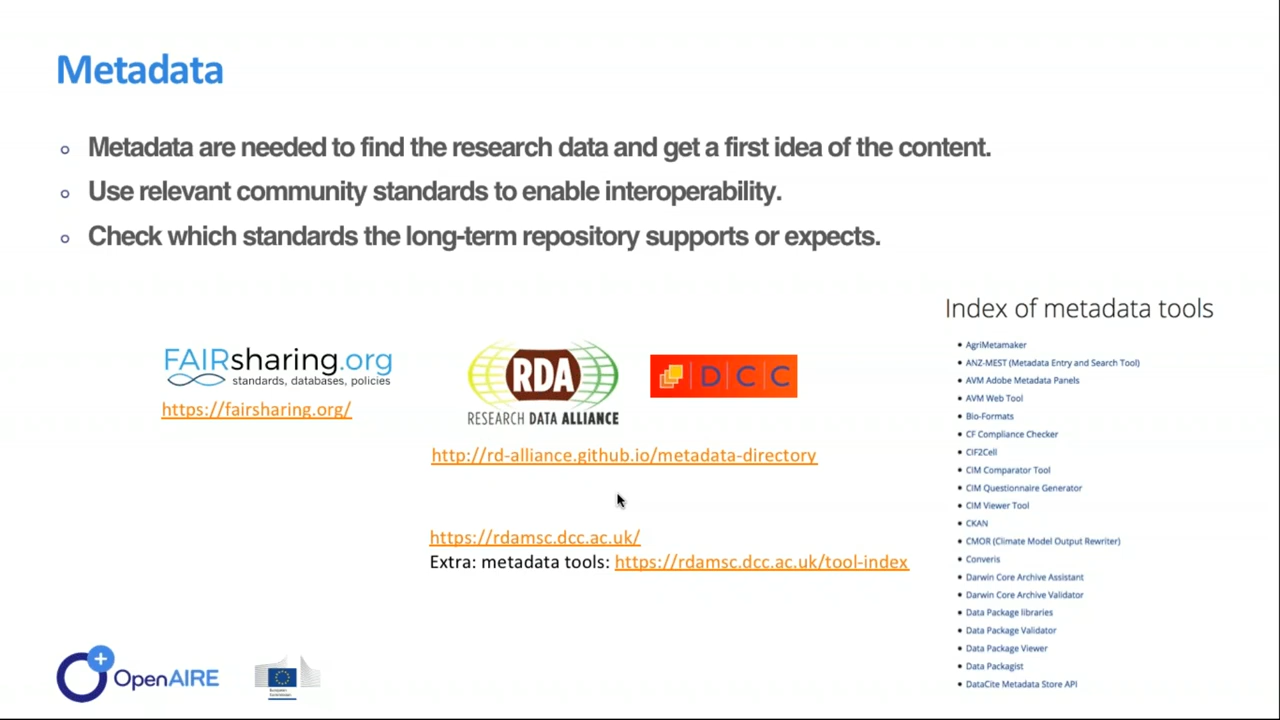 Metadata
Metadata are needed to find the research data and get a first idea of the content.
Use relevant community standards to enable interoperability.
Check which standards the long-term repository supports or expects.
FAIRsharing.org
standards, databases, policies
https://fairsharing.org/
RDA
RESEARCH DATA ALLIANCE
DCC
http://rd-alliance.github.io/metadata-directory
https://rdamsc.dcc.ac.uk/
Extra: metadata tools: https://rdamsc.dcc.ac.uk/tool-index
Index of metadata tools
AgriMetamaker
ANZ-MEST (Metadata Entry and Search Tool)
AVM Adobe Metadata Panels
AVM Web Tool
Bio-Formats
CF Compliance Checker
CIF2Cell
CIM Comparator Tool
CIM Questionnaire Generator
CIM Viewer Tool
CKAN
CMOR (Climate Model Output Rewriter)
Converis
Darwin Core Archive Assistant
Darwin Core Archive Validator
Data Package libraries
Data Package Validator
Data Package Viewer
Data Packagist
DataCite Metadata Store API
OpenAIRE